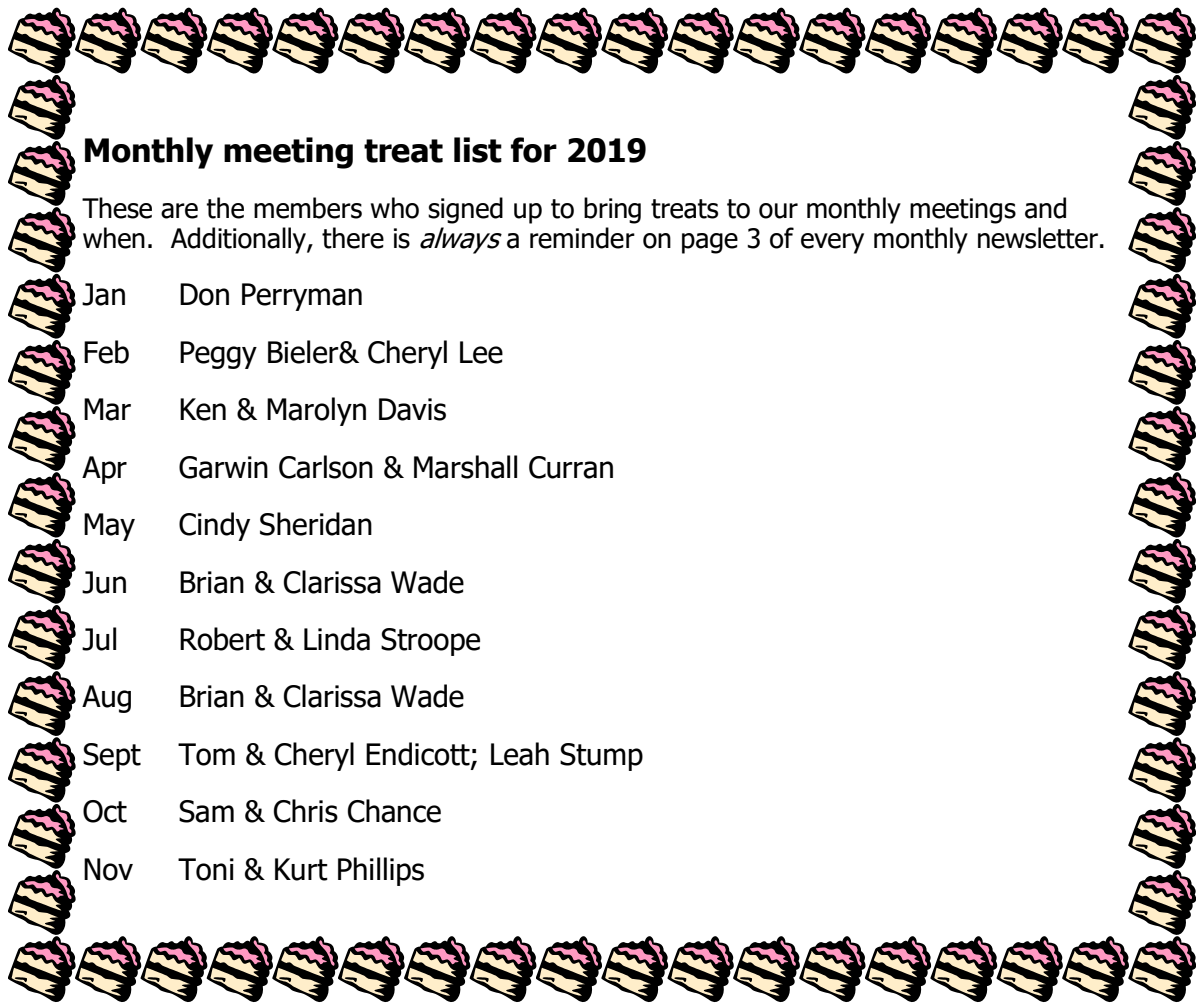 Monthly meeting treat list for 2019
These are the members who signed up to bring treats to our monthly meetings and
when.  Additionally, there is always a reminder on page 3 of every monthly newsletter.
Jan Don Perryman
Feb Peggy Bieler& Cheryl Lee
Mar Ken & Marolyn Davis
Apr Garwin Carlson & Marshall Curran
May Cindy Sheridan
Jun Brian & Clarissa Wade
Jul Robert & Linda Stroope
Aug Brian & Clarissa Wade
Sept Tom & Cheryl Endicott; Leah Stump
Oct Sam & Chris Chance
Nov Toni & Kurt Phillips